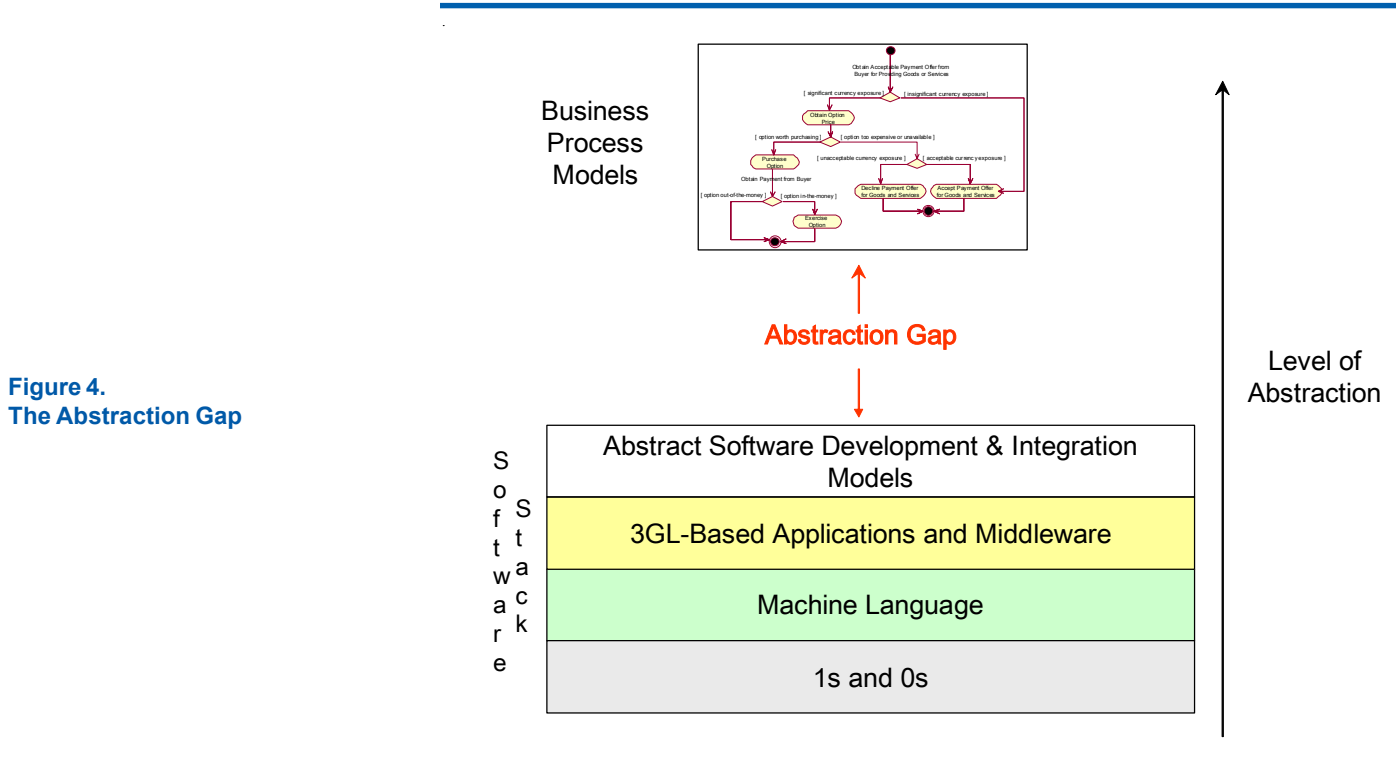 Obtain Acceptable Payment Offer from
Buyer for Providing Goods or Services
[ significant currency exposure ]
[ insignificant currency exposure ]
Obtain Option
Price
[ option worth purchasing ]
[ option too expensive or unavailable ]
Purchase
Option
[ unacceptable currency exposure ]
[ acceptable currency exposure ]
Obtain Payment from Buyer
Decline Payment Offer
for Goods and Services
Accept Payment Offer
for Goods and Services
[ option out-of-the-money ]
[ option in-the-money ]
Exercise
Option
Business
Process
Models
Abstraction Gap
Level of
Abstraction
Figure 4.
The Abstraction Gap
Software
Stack
Abstract Software Development & Integration
Models
3GL-Based Applications and Middleware
Machine Language
1s and 0s